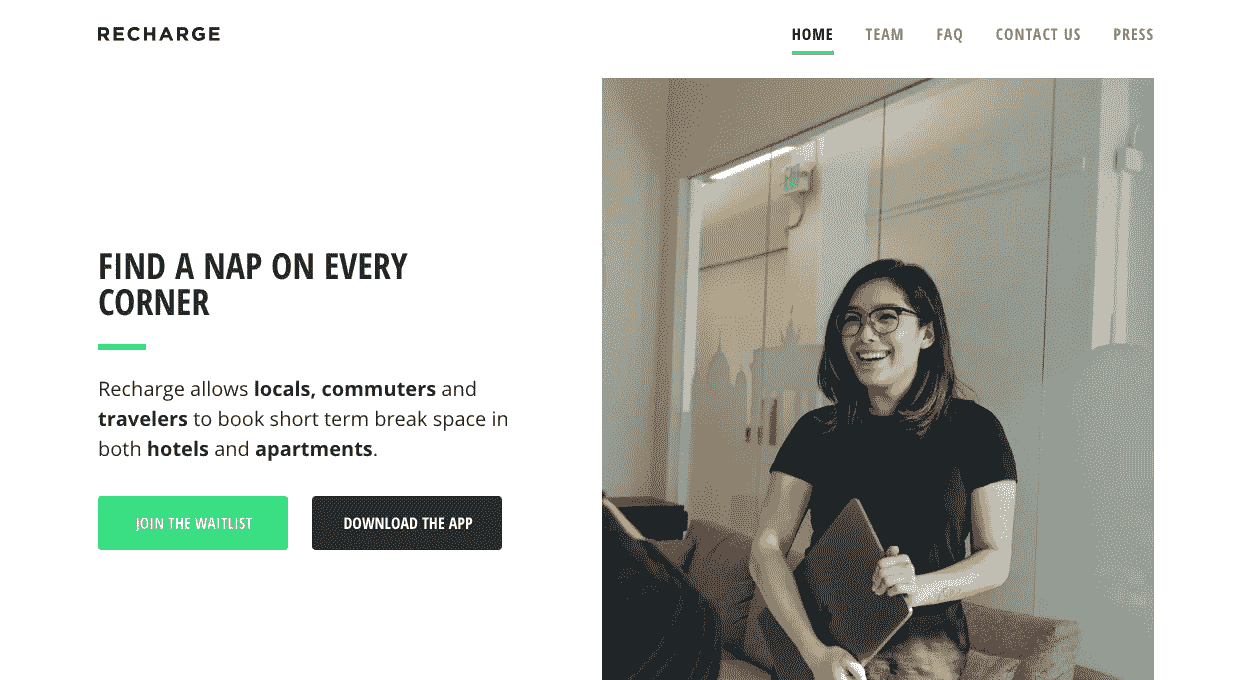 RECHARGE
HOME
TEAM
FAQ
CONTACT US
PRESS
FIND A NAP ON EVERY
CORNER
Recharge allows locals, commuters and
travelers to book short term break space in
both hotels and apartments.
JOIN THE WAITLIST
DOWNLOAD THE APP